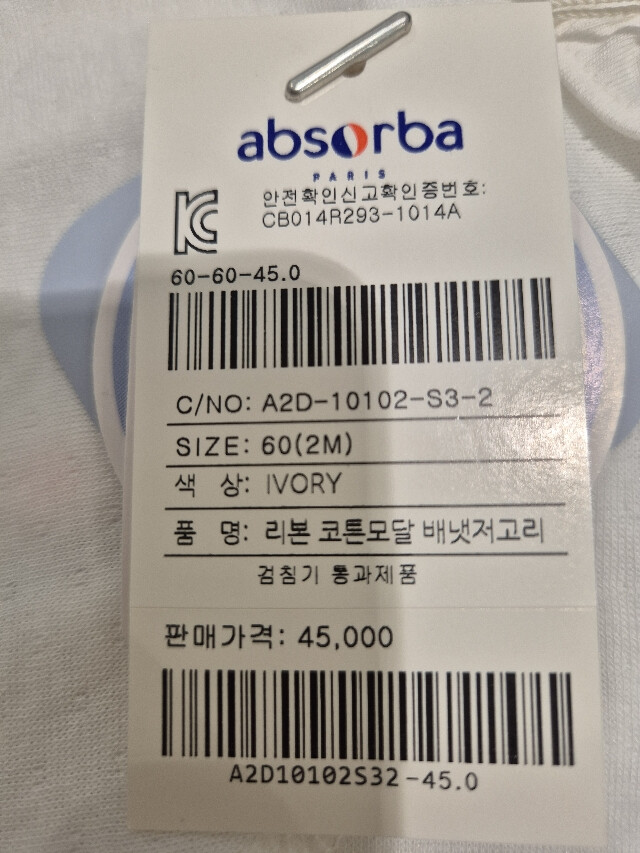 absorba
PARIS
안전확인신고확인증번호:
CB014R293-1014A
60-60-45.0
C/NO: A2D-10102-S3-2
SIZE: 60(2M)
색 상: IVORY
품 명: 리본 코튼모달 배냇저고리
검침기 통과제품
판매가격: 45,000
A2D10102S32-45.0